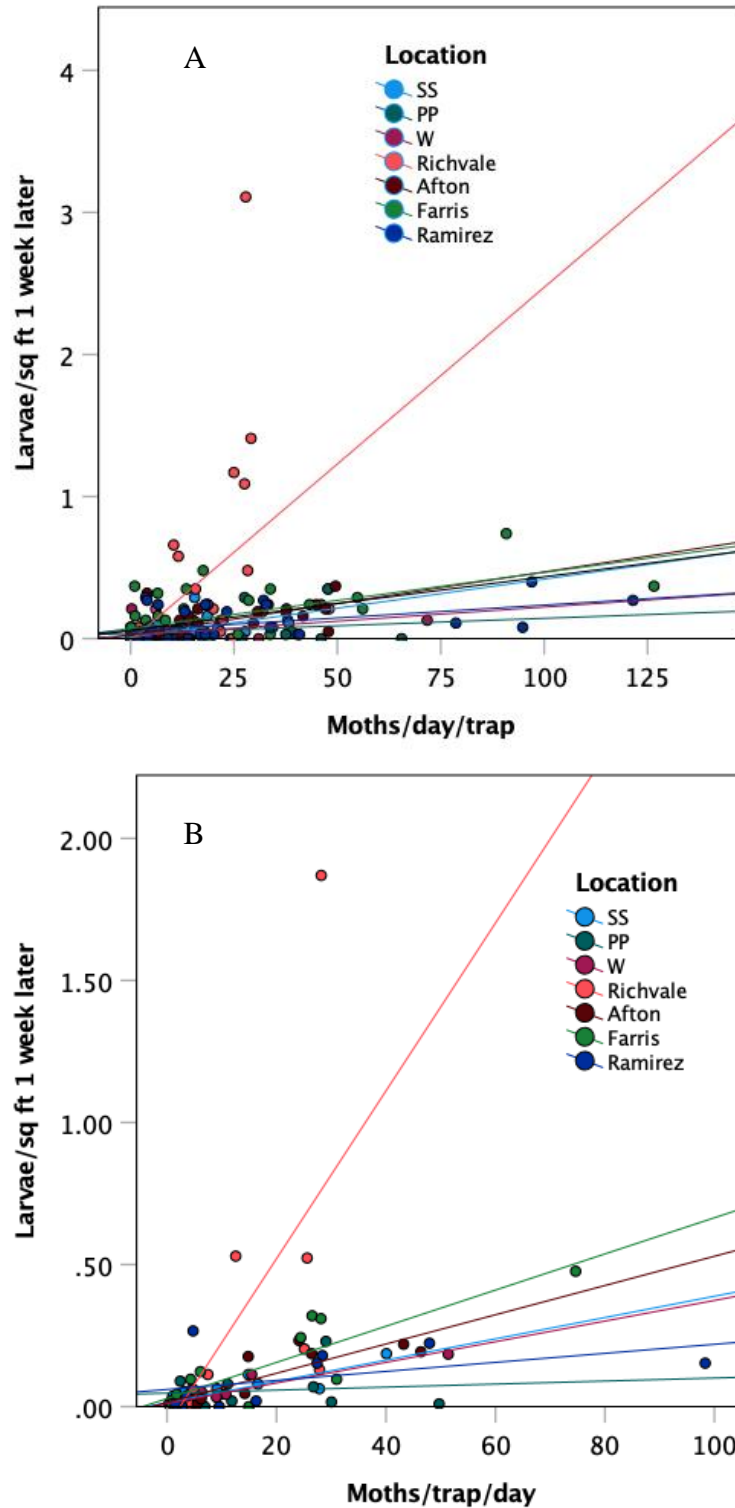 A
Location
SS
PP
W
Richvale
Afton
Farris
Ramirez
4
3
2
1
0
Larvae/sq ft 1 week later
0 25 50 75 100 125
Moths/day/trap
B
Location
SS
PP
W
Richvale
Afton
Farris
Ramirez
2.00
1.50
1.00
.50
.00
Larvae/sq ft 1 week later
0 20 40 60 80 100
Moths/trap/day